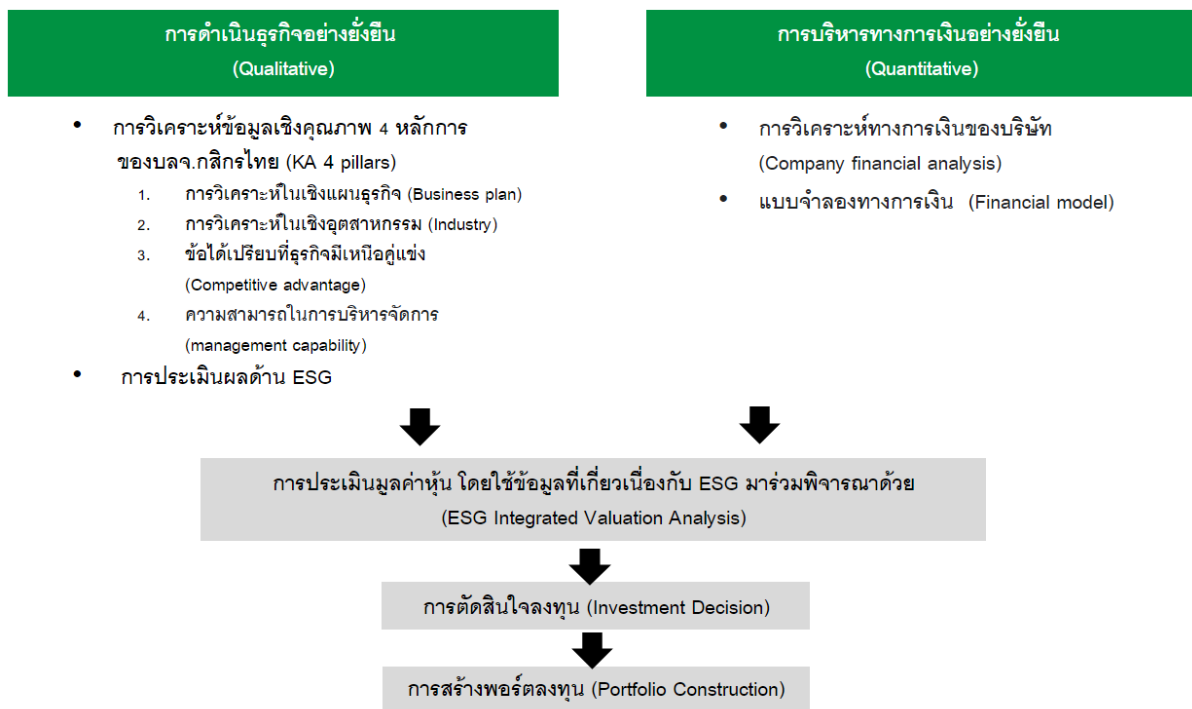 การดำเนินธุรกิจอย่างยั่งยืน
(Qualitative)
การบริหารทางการเงินอย่างยั่งยืน
(Quantitative)
• การวิเคราะห์ข้อมูลเชิงคุณภาพ 4 หลักการ
ของบลจ.กสิกรไทย (KA 4 pillars)
1. การวิเคราะห์ในเชิงแผนธุรกิจ (Business plan)
2. การวิเคราะห์ในเชิงอุตสาหกรรม (Industry)
3. ข้อได้เปรียบที่ธุรกิจมีเหนือคู่แข่ง
(Competitive advantage)
4. ความสามารถในการบริหารจัดการ
(management capability)
• การประเมินผลด้าน ESG
• การวิเคราะห์ทางการเงินของบริษัท
(Company financial analysis)
• แบบจำลองทางการเงิน (Financial model)
การประเมินมูลค่าหุ้น โดยใช้ข้อมูลที่เกี่ยวเนื่องกับ ESG มาร่วมพิจารณาด้วย
(ESG Integrated Valuation Analysis)
การตัดสินใจลงทุน (Investment Decision)
การสร้างพอร์ตลงทุน (Portfolio Construction)